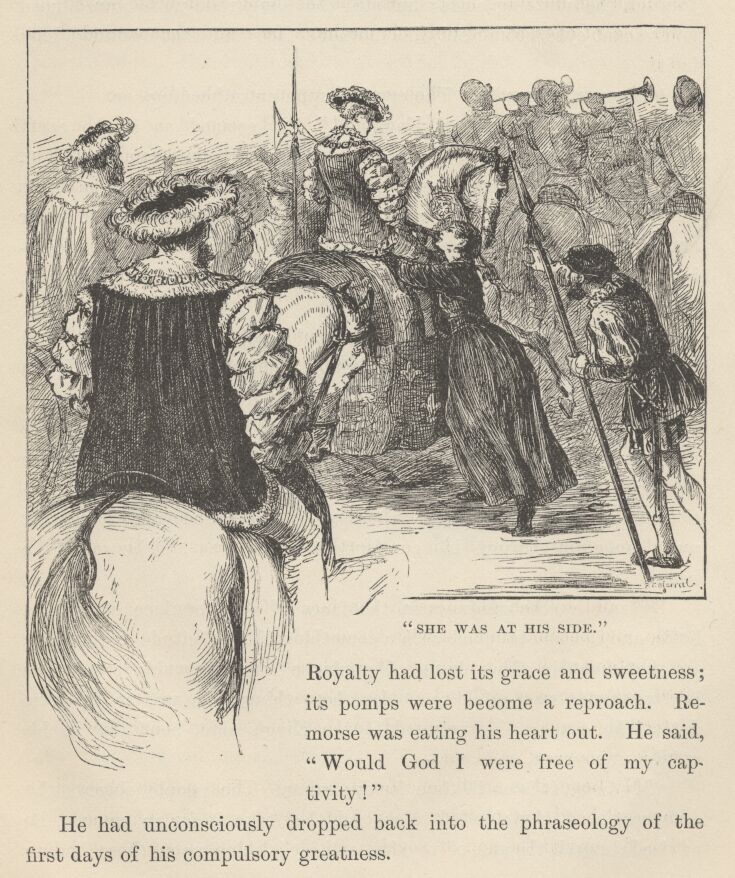 "SHE WAS AT HIS SIDE."
Royalty had lost its grace and sweetness;
its pomps were become a reproach. Re-
morse was eating his heart out. He said,
"Would God I were free of my cap-
tivity!"
He had unconsciously dropped back into the phraseology of the
first days of his compulsory greatness.